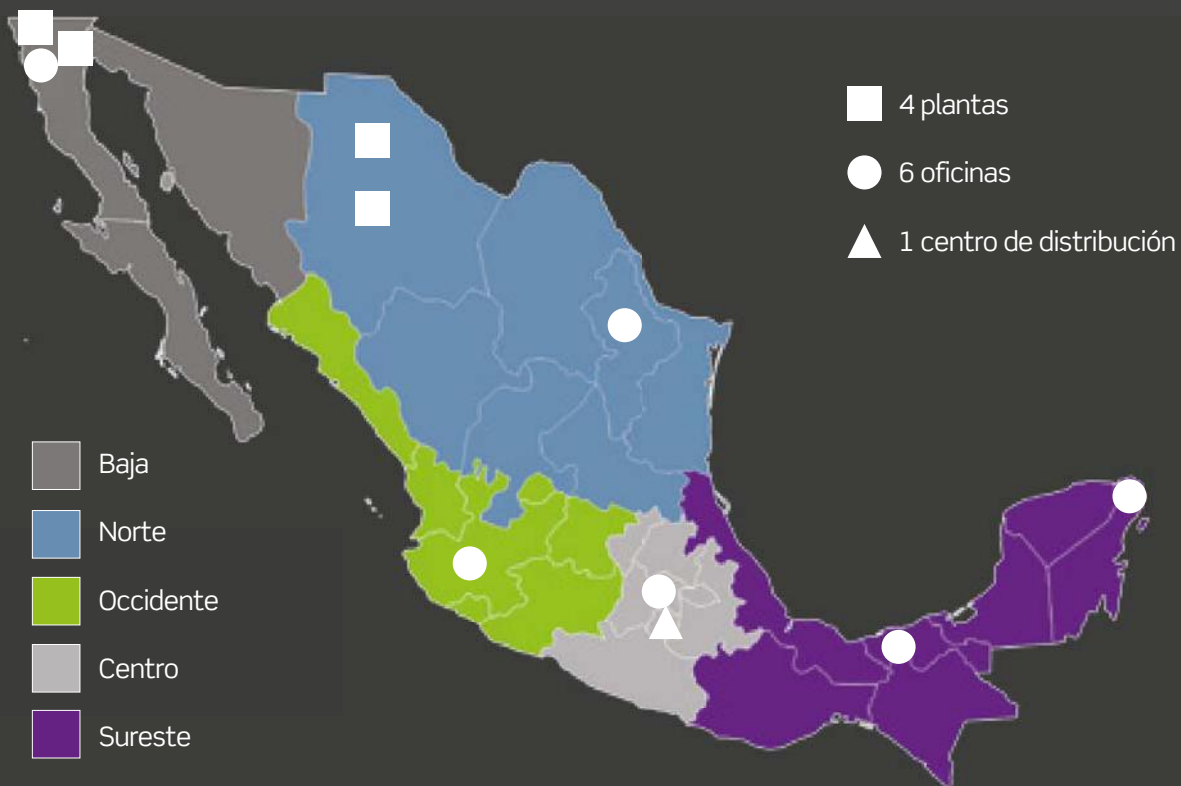 4 plantas
6 oficinas
1 centro de distribución
Baja
Norte
Occidente
Centro
Sureste